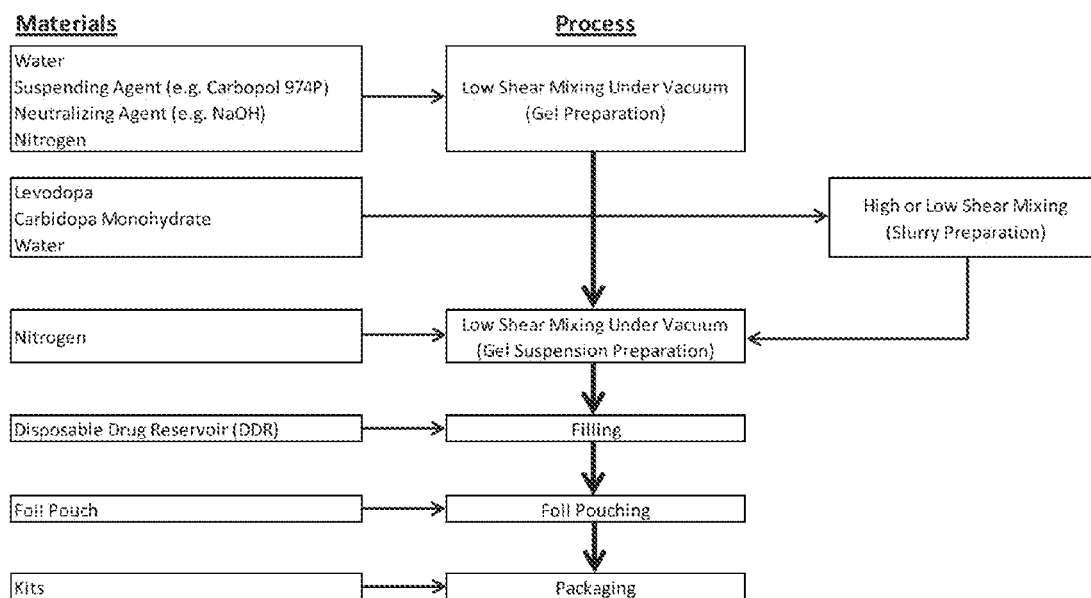 Materials
Process
Water
Suspending Agent (e.g. Carbopol 974P)
Neutralizing Agent (e.g. NaOH)
Nitrogen
Low Shear Mixing Under Vacuum
(Gel Preparation)
Levodopa
Carbidopa Monohydrate
Water
High or Low Shear Mixing
(Slurry Preparation)
Nitrogen
Low Shear Mixing Under Vacuum
(Gel Suspension Preparation)
Disposable Drug Reservoir (DDR)
Filling
Foil Pouch
Foil Pouching
Kits
Packaging